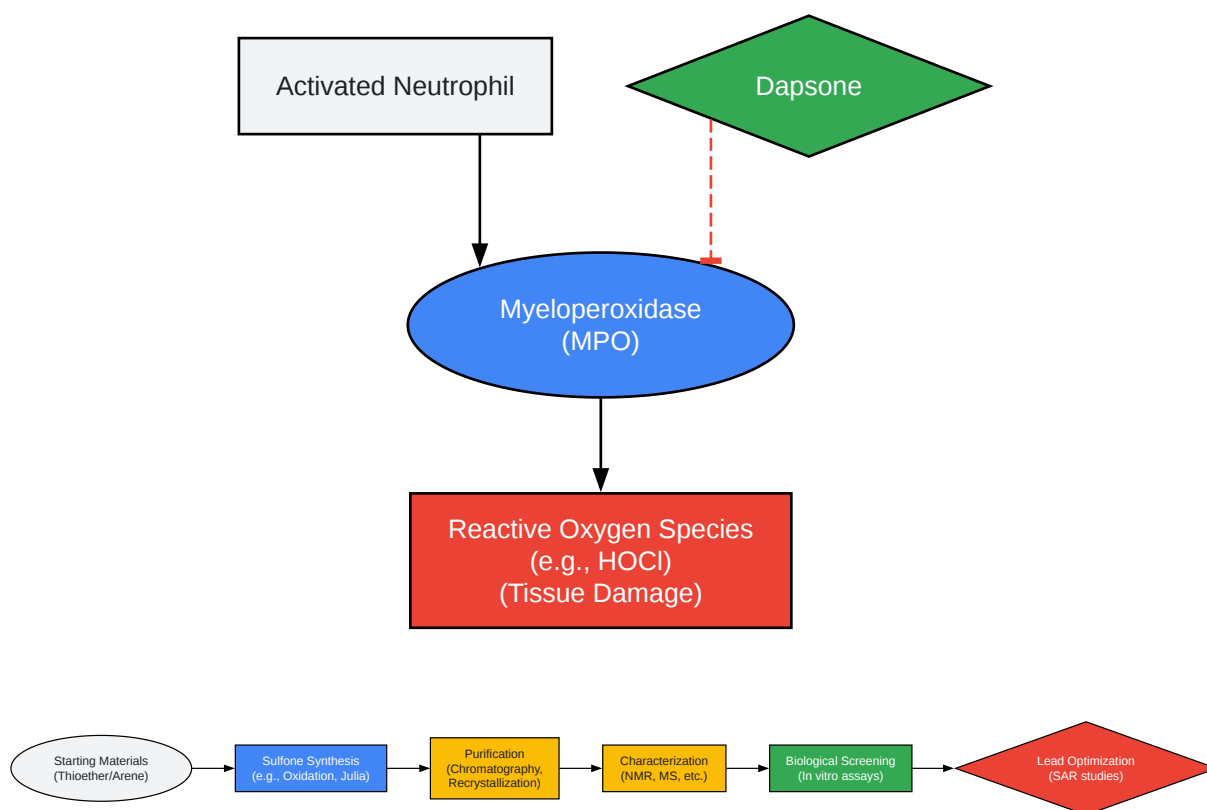 Activated Neutrophil
Dapsone
Myeloperoxidase
(MPO)
Reactive Oxygen Species
(e.g., HOCl)
(Tissue Damage)
Starting Materials
(Thioether/Arene)
Sulfone Synthesis
(e.g., Oxidation, Julia)
Purification
(Chromatography,
Recrystallization)
Characterization
(NMR, MS, etc.)
Biological Screening
(In vitro assays)
Lead Optimization
(SAR studies)